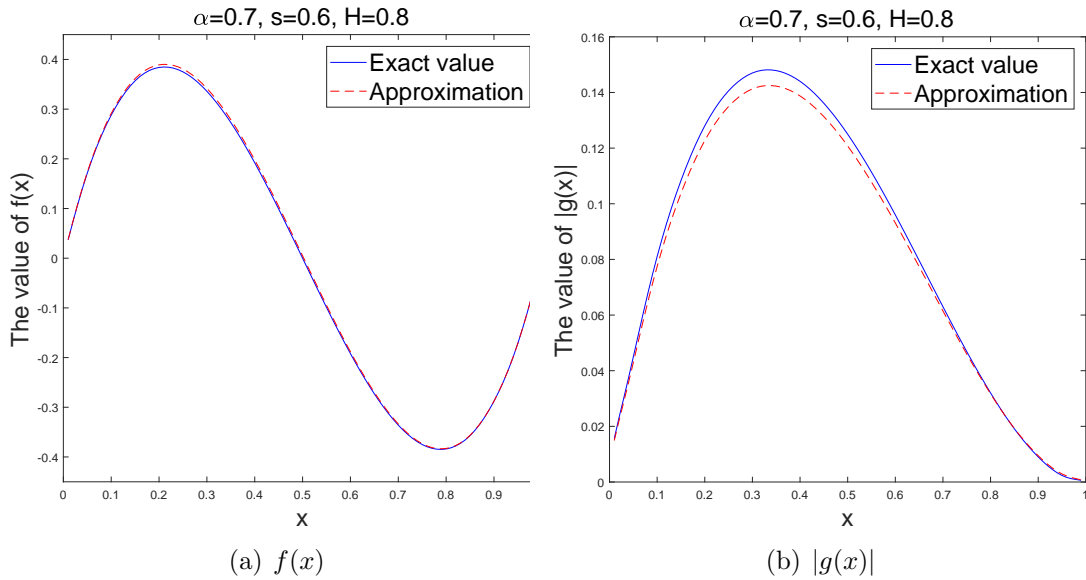 α=0.7, s=0.6, H=0.8
The value of f(x)
0.4
0.3
0.2
0.1
0
-0.1
-0.2
-0.3
-0.4
Exact value
Approximation
0 0.1 0.2 0.3 0.4 0.5 0.6 0.7 0.8 0.9
x
(a) f(x)
α=0.7, s=0.6, H=0.8
The value of |g(x)|
0.16
0.14
0.12
0.1
0.08
0.06
0.04
0.02
0
Exact value
Approximation
0 0.1 0.2 0.3 0.4 0.5 0.6 0.7 0.8 0.9 1
x
(b) |g(x)|